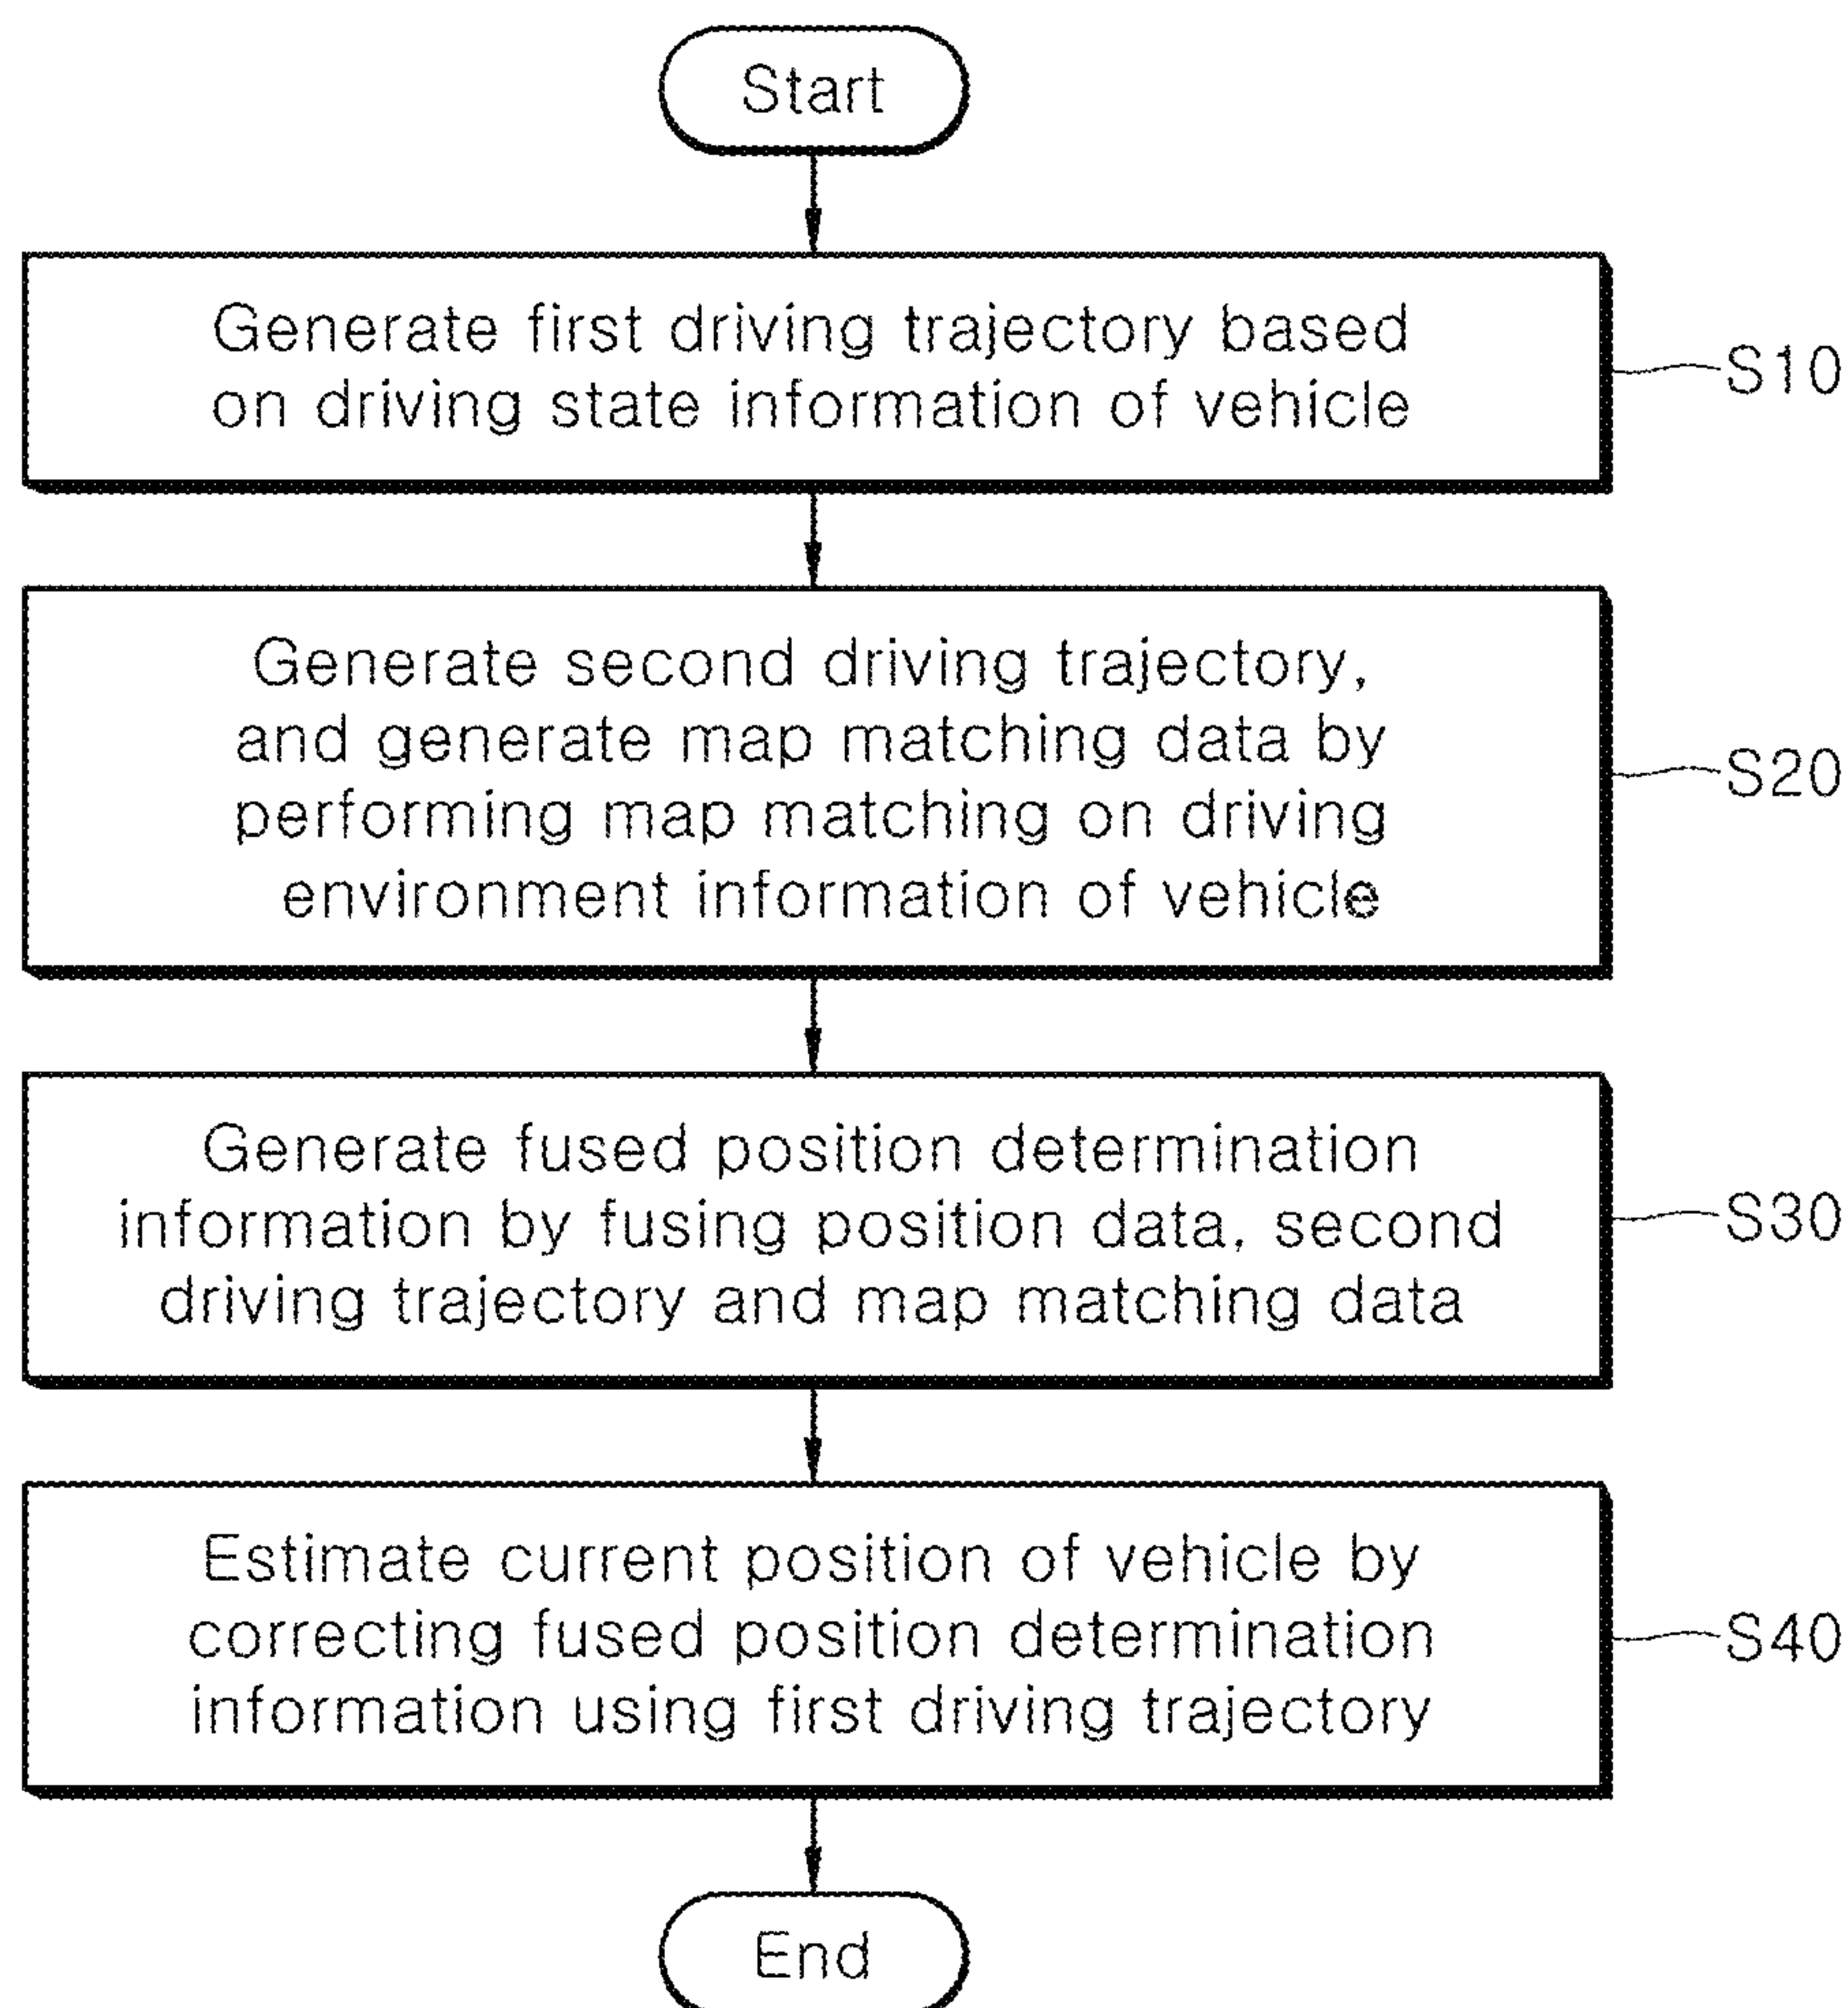 Start
Generate first driving trajectory based
on driving state information of vehicle
S10
Generate second driving trajectory,
and generate map matching data by
performing map matching on driving
environment information of vehicle
S20
Generate fused position determination
information by fusing position data, second
driving trajectory and map matching data
S30
Estimate current position of vehicle by
correcting fused position determination
information using first driving trajectory
S40
End